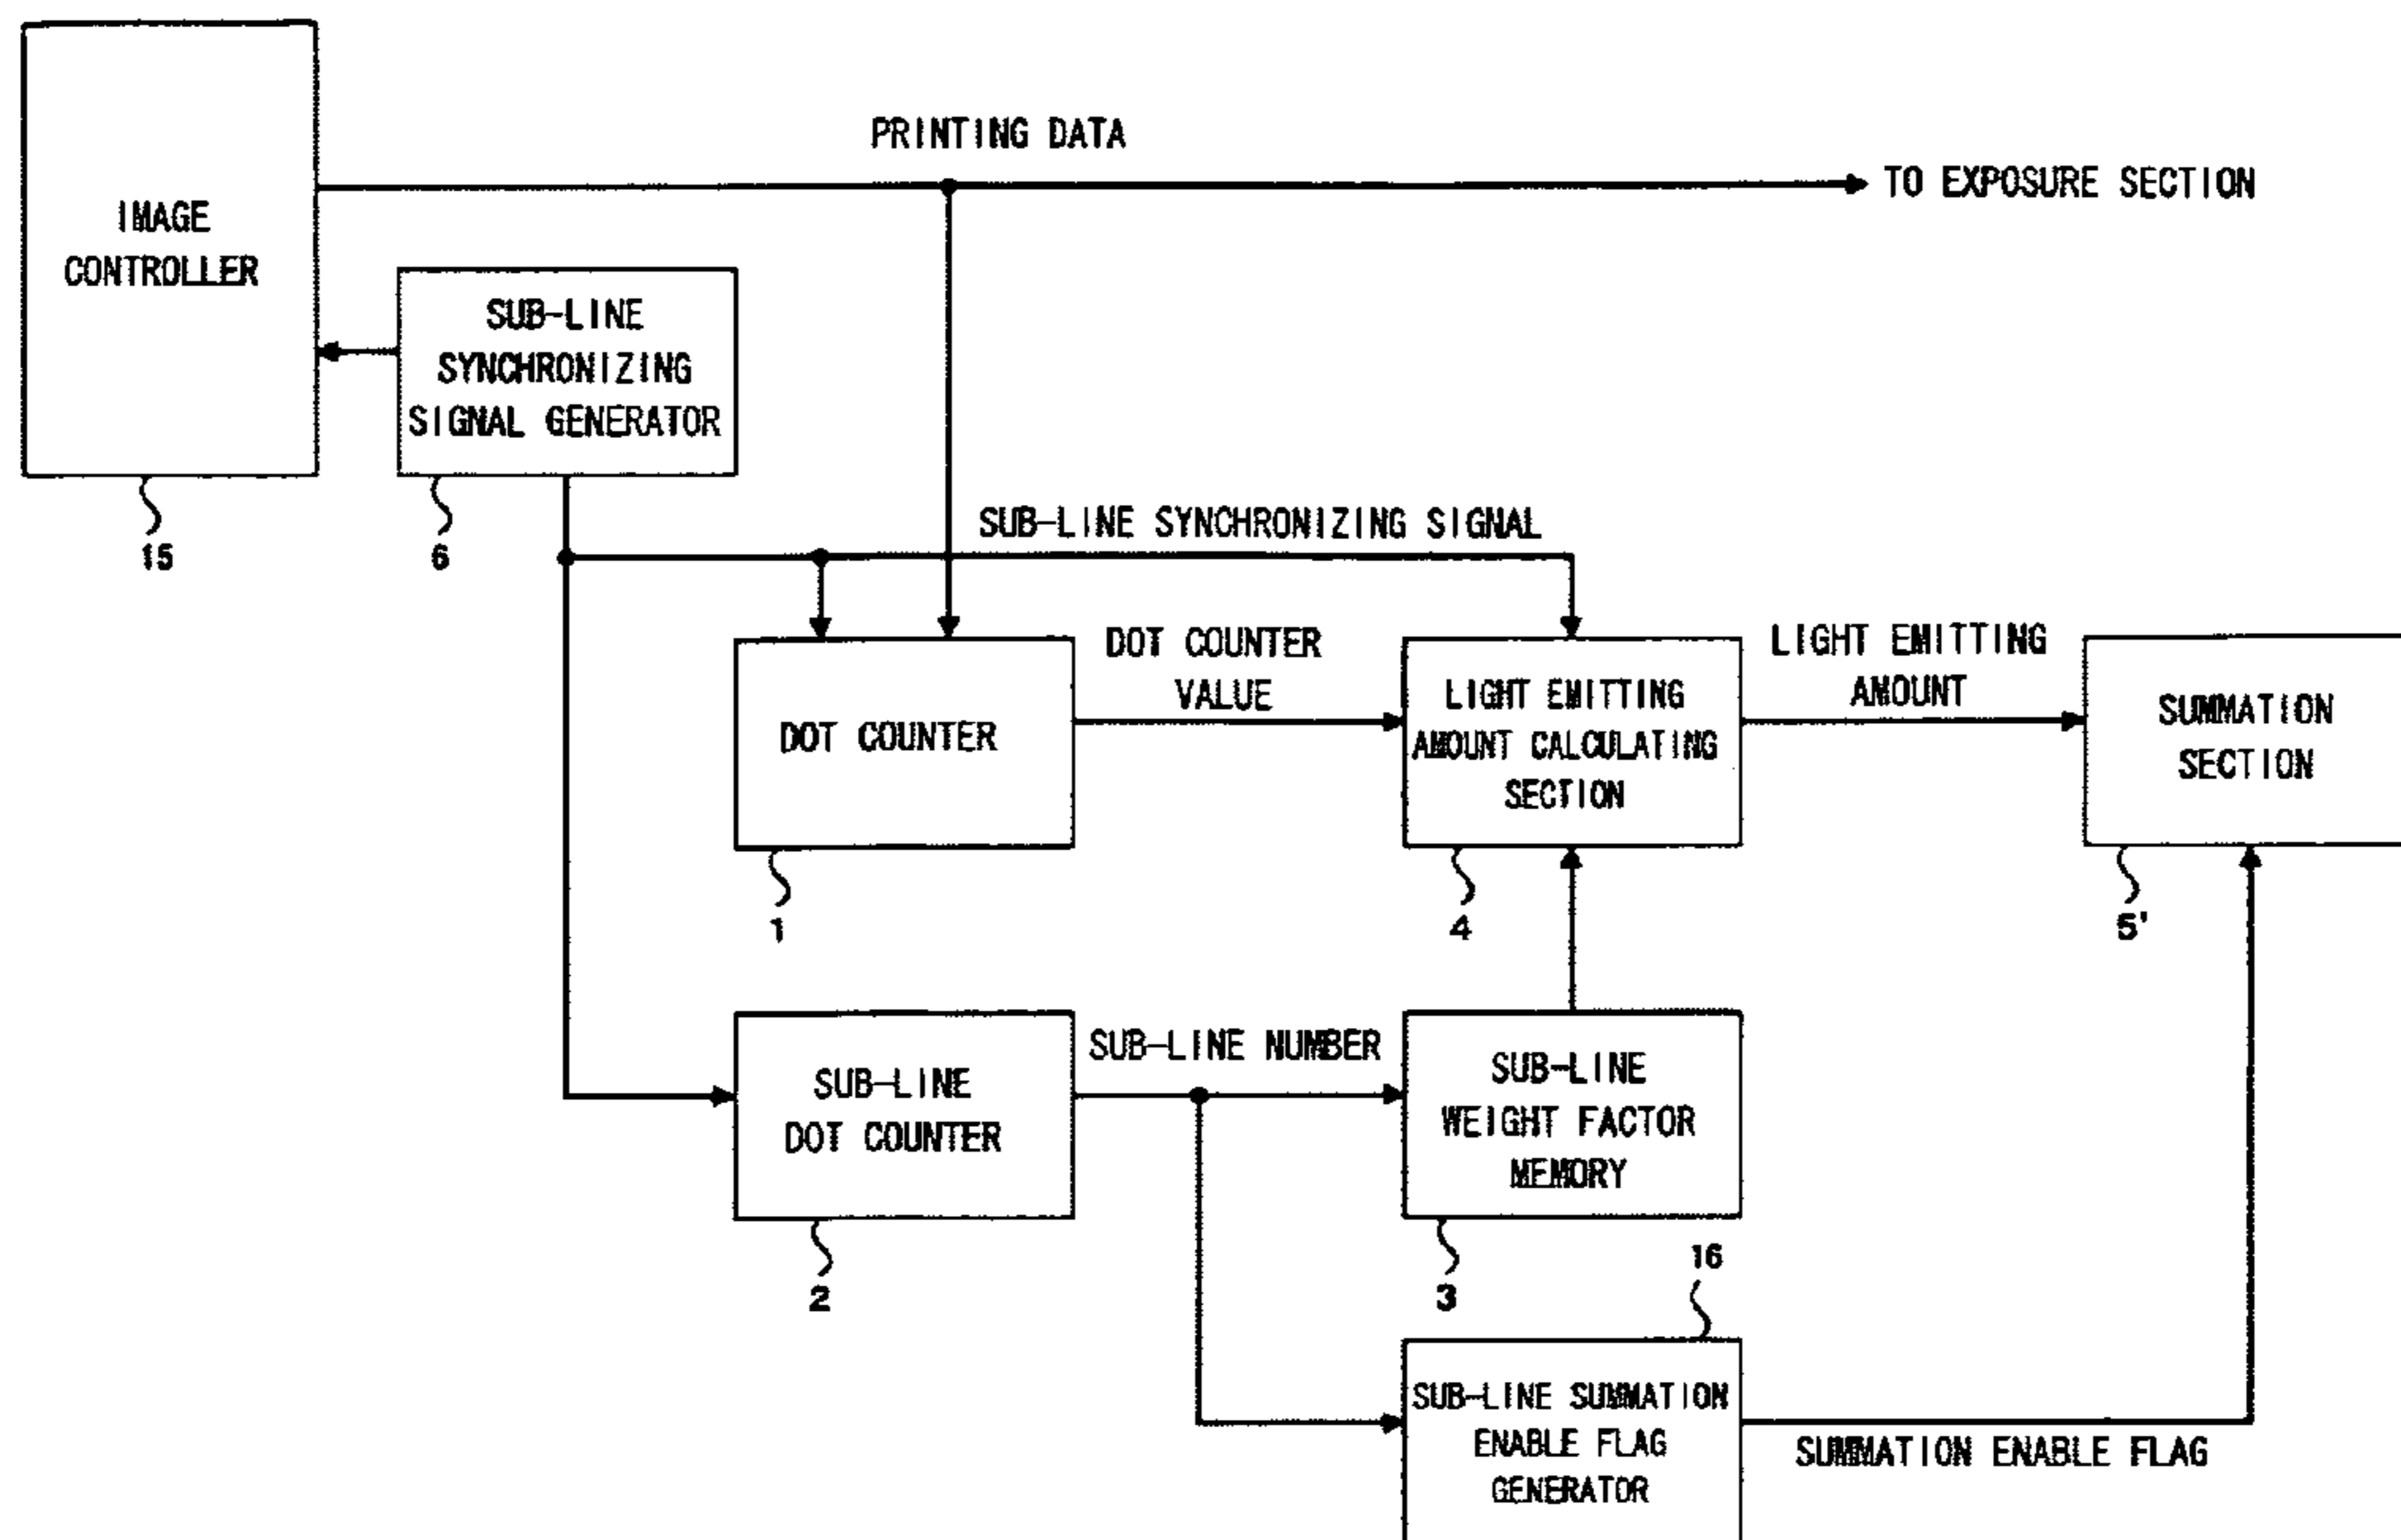 PRINTING DATA
TO EXPOSURE SECTION
IMAGE
CONTROLLER
SUB-LINE
SYNCHRONIZING
SIGNAL GENERATOR
15
6
SUB-LINE SYNCHRONIZING SIGNAL
DOT COUNTER
1
DOT COUNTER
VALUE
LIGHT EMITTING
AMOUNT CALCULATING
SECTION
4
LIGHT EMITTING
AMOUNT
SUMMATION
SECTION
5'
SUB-LINE
DOT COUNTER
2
SUB-LINE NUMBER
SUB-LINE
WEIGHT FACTOR
MEMORY
3
16
SUB-LINE SUMMATION
ENABLE FLAG
GENERATOR
SUMMATION ENABLE FLAG